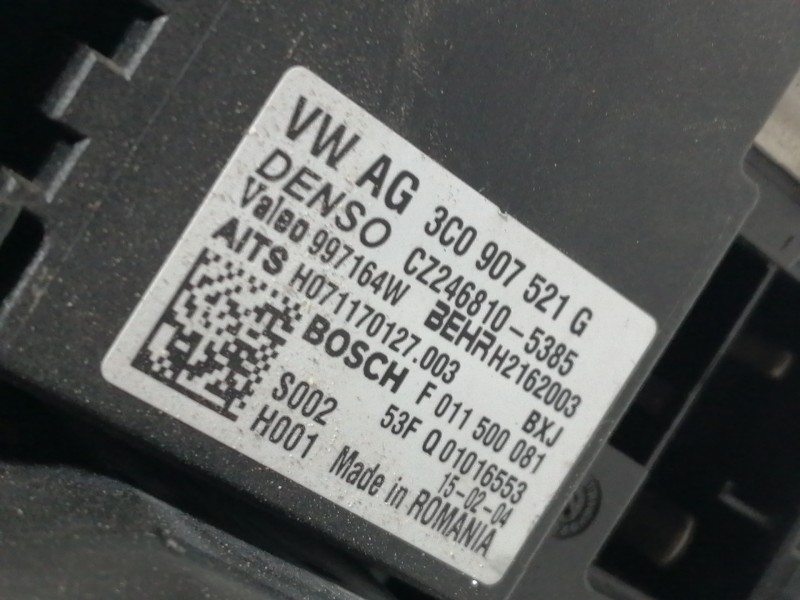 VW AG 3C0 907 521 G
DENSO CZ246810-5385
Valeo 997164W BEHR H2162003
AITS H071170127.003 BXJ
BOSCH F 011 500 081
S002 53F Q 01016553
H001 15-02-04
Made in ROMANIA